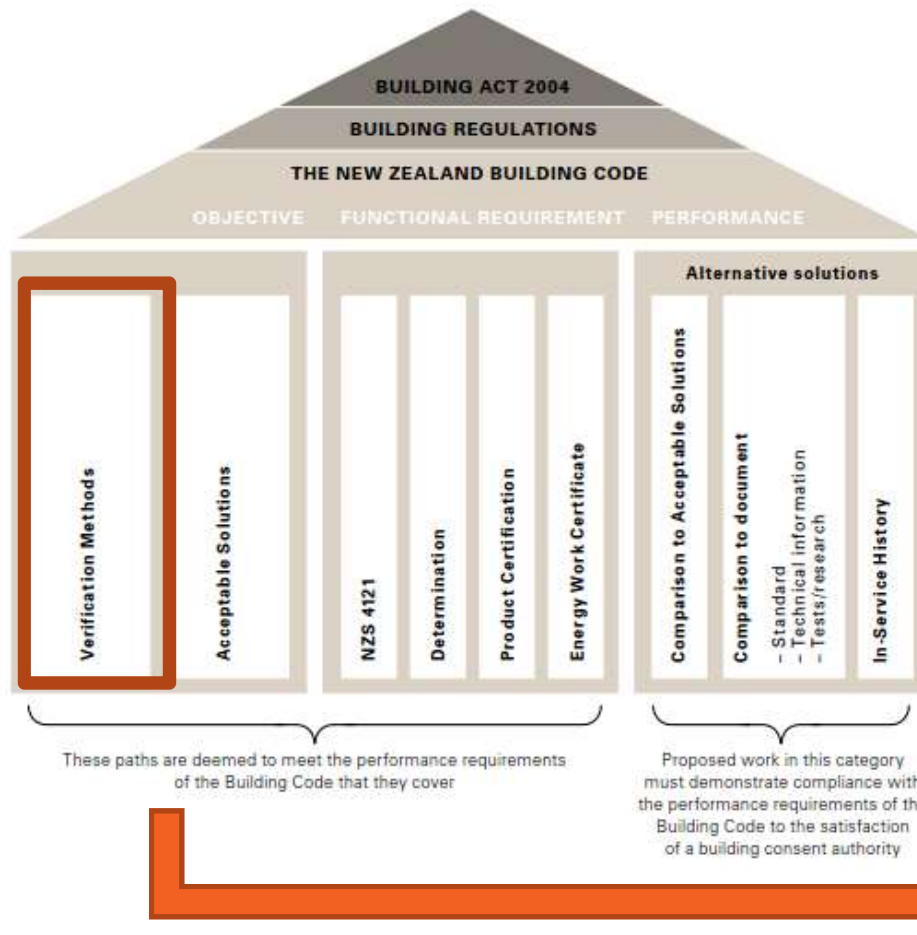 BUILDING ACT 2004
BUILDING REGULATIONS
THE NEW ZEALAND BUILDING CODE
OBJECTIVE FUNCTIONAL REQUIREMENT PERFORMANCE
Verification Methods
Acceptable Solutions
NZS 4121
Determination
Product Certification
Energy Work Certificate
Alternative solutions
Comparison to Acceptable Solutions
Comparison to document
– Standard
– Technical information
– Tests/research
In-Service History
These paths are deemed to meet the performance requirements
of the Building Code that they cover
Proposed work in this category
must demonstrate compliance with
the performance requirements of
Building Code to the satisfaction
of a building consent authority